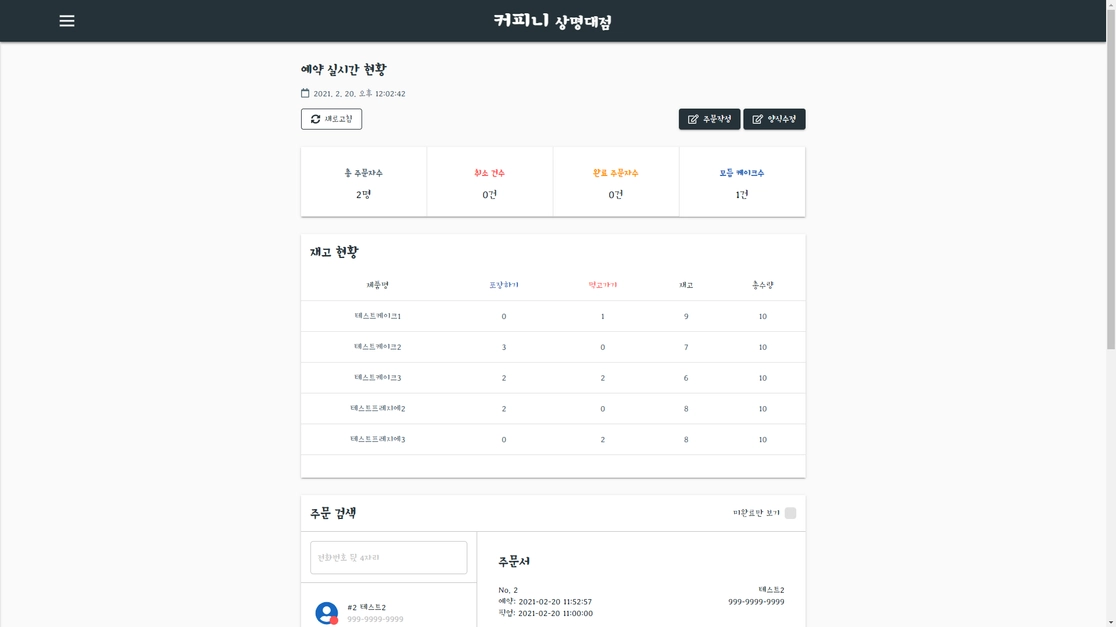 커피니 상명대점
예약 실시간 현황
2021. 2. 20. 오후 12:02:42
새로고침
주문작성
양식수정
총 주문자수
취소 건수
완료 주문자수
모든 케이크수
2명
0건
0건
1건
재고 현황
제품명 포장하기 먹고가기 재고 총수량
테스트케이크1 0 1 9 10
테스트케이크2 3 0 7 10
테스트케이크3 2 2 6 10
테스트프레지에2 2 0 8 10
테스트프레지에3 0 2 8 10
주문 검색
미완료만 보기
전화번호 뒷 4자리
#2 테스트2
999-9999-9999
주문서
No. 2 테스트2
예약: 2021-02-20 11:52:57 999-9999-9999
픽업: 2021-02-20 11:00:00